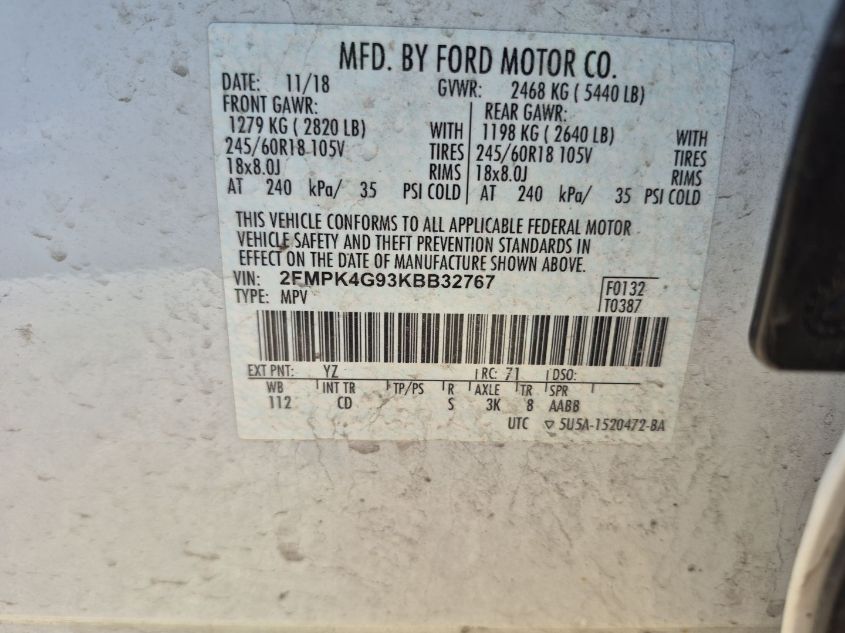 MFD. BY FORD MOTOR CO.
DATE: 11/18 GVWR: 2468 KG ( 5440 LB)
FRONT GAWR: REAR GAWR:
1279 KG ( 2820 LB) WITH 1198 KG ( 2640 LB) WITH
245/60R18 105V TIRES 245/60R18 105V TIRES
18x8.0J RIMS 18x8.0J RIMS
AT 240 kPa/ 35 PSI COLD AT 240 kPa/ 35 PSI COLD
THIS VEHICLE CONFORMS TO ALL APPLICABLE FEDERAL MOTOR
VEHICLE SAFETY AND THEFT PREVENTION STANDARDS IN
EFFECT ON THE DATE OF MANUFACTURE SHOWN ABOVE.
VIN: 2FMPK4G93KBB32767 F0132
TYPE: MPV T0387
EXT PNT: YZ RC: 71 DSO:
WB INT TR TP/PS R AXLE TR SPR
112 CD S 3K 8 AABB
UTC ▽ 5U5A-1520472-BA